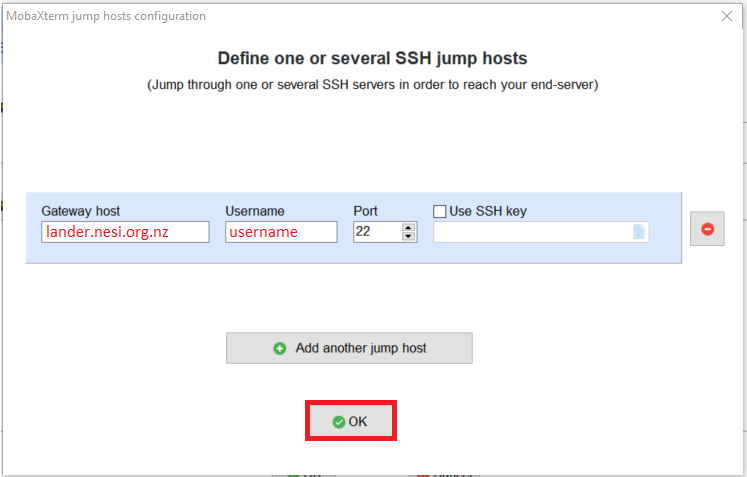 MobaXterm jump hosts configuration
Define one or several SSH jump hosts
(Jump through one or several SSH servers in order to reach your end-server)
Gateway host Username Port Use SSH key
lander.nesi.org.nz username 22
Add another jump host
OK